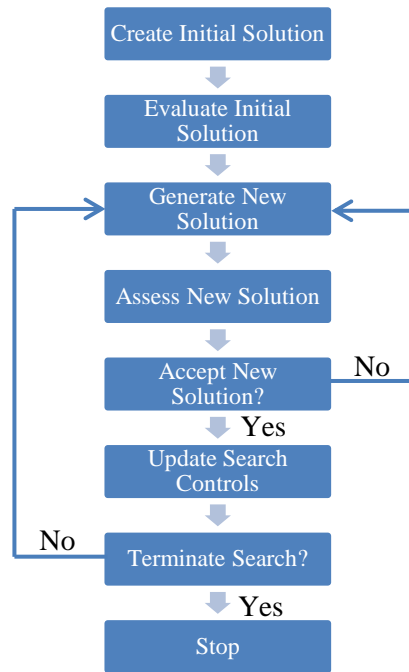 Create Initial Solution
Evaluate Initial
Solution
Generate New
Solution
Assess New Solution
Accept New
Solution?
No
Yes
Update Search
Controls
No
Terminate Search?
Yes
Stop